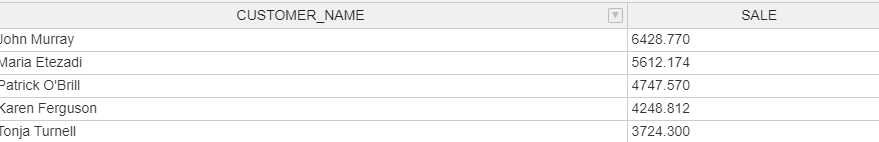 CUSTOMER_NAME SALE
John Murray 6428.770
Maria Etezadi 5612.174
Patrick O'Brill 4747.570
Karen Ferguson 4248.812
Tonja Turnell 3724.300